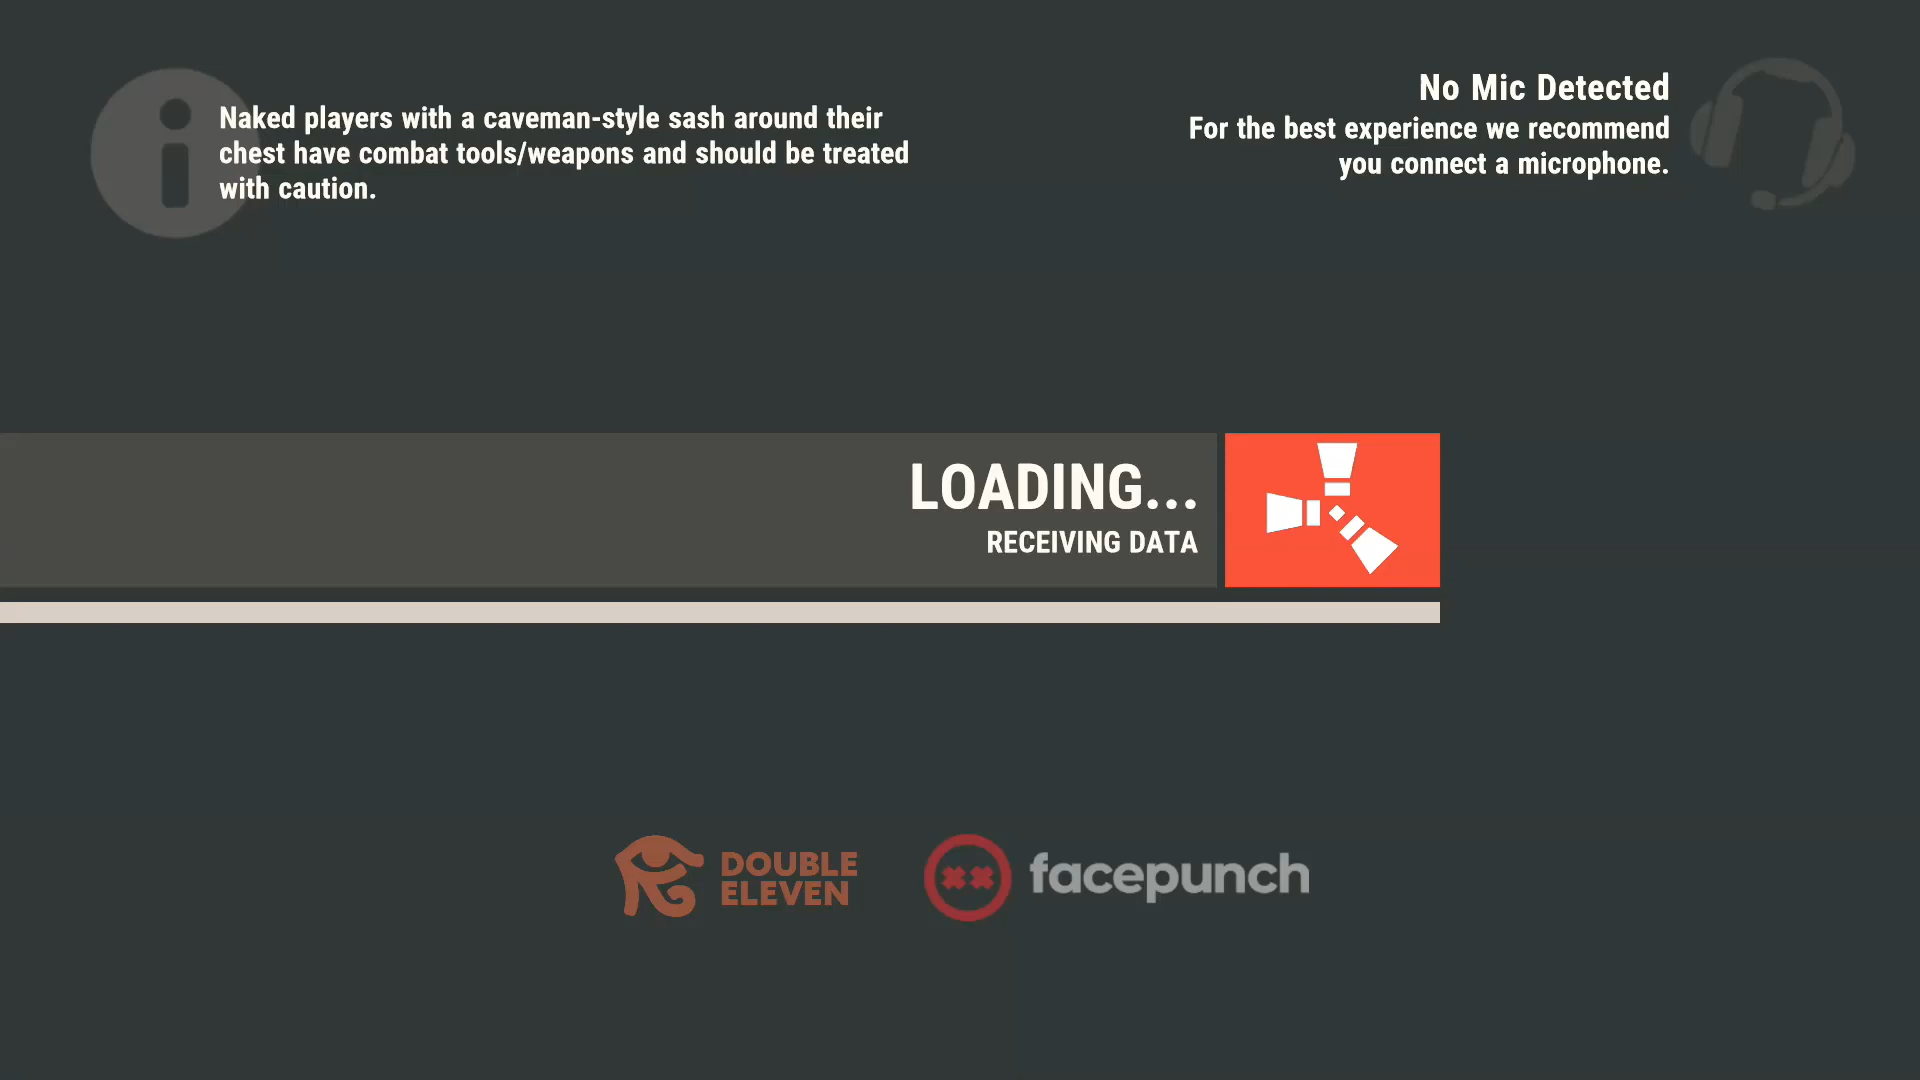 Naked players with a caveman-style sash around their
chest have combat tools/weapons and should be treated
with caution.
No Mic Detected
For the best experience we recommend
you connect a microphone.
LOADING...
RECEIVING DATA
DOUBLE
ELEVEN
facepunch